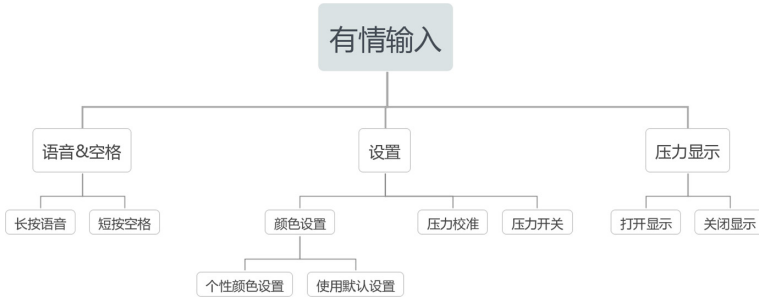 有情输入
语音&空格
设置
压力显示
长按语音
短按空格
颜色设置
压力校准
压力开关
打开显示
关闭显示
个性颜色设置
使用默认设置